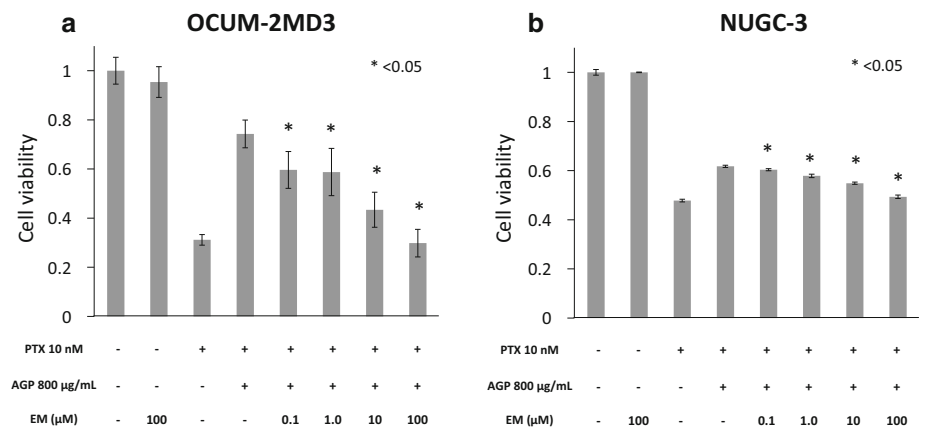 a OCUM-2MD3
* <0.05
Cell viability
1
0.8
0.6
0.4
0.2
0
* * * *
PTX 10 nM - - + + + + + +
AGP 800 µg/mL + + + + +
EM (µM) - 100 - - 0.1 1.0 10 100
b NUGC-3
* <0.05
Cell viability
1
0.8
0.6
0.4
0.2
0
* * * *
PTX 10 nM - - + + + + + +
AGP 800 µg/mL - - - + + + + +
EM (µM) - 100 - - 0.1 1.0 10 100